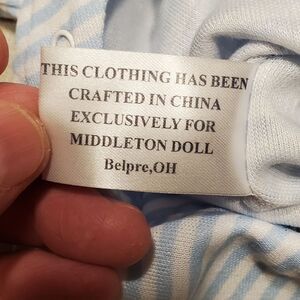 THIS CLOTHING HAS BEEN
CRAFTED IN CHINA
EXCLUSIVELY FOR
MIDDLETON DOLL
Belpre,OH